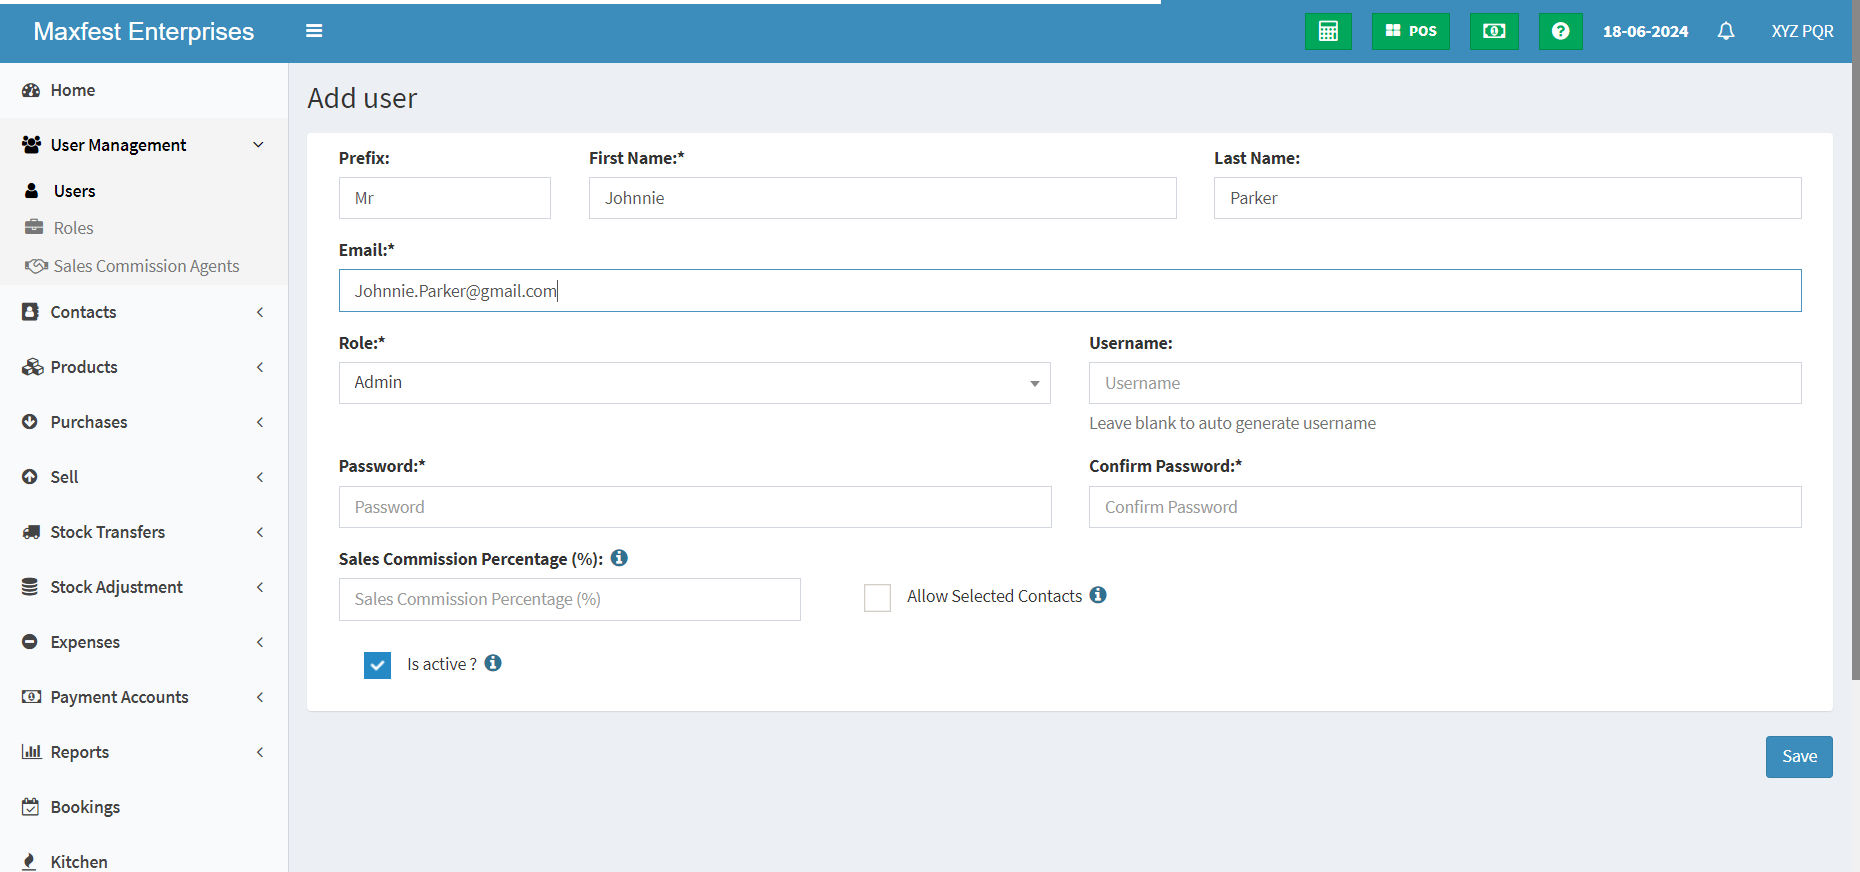 Maxfest Enterprises
POS
18-06-2024
XYZ PQR
Home
User Management
Users
Roles
Sales Commission Agents
Contacts
Products
Purchases
Sell
Stock Transfers
Stock Adjustment
Expenses
Payment Accounts
Reports
Bookings
Kitchen
Add user
Prefix: First Name:* Last Name:
Mr Johnnie Parker
Email:*
Johnnie.Parker@gmail.com
Role:* Username:
Admin Username
Leave blank to auto generate username
Password:* Confirm Password:*
Password Confirm Password
Sales Commission Percentage (%):
Sales Commission Percentage (%) Allow Selected Contacts
Is active ?
Save